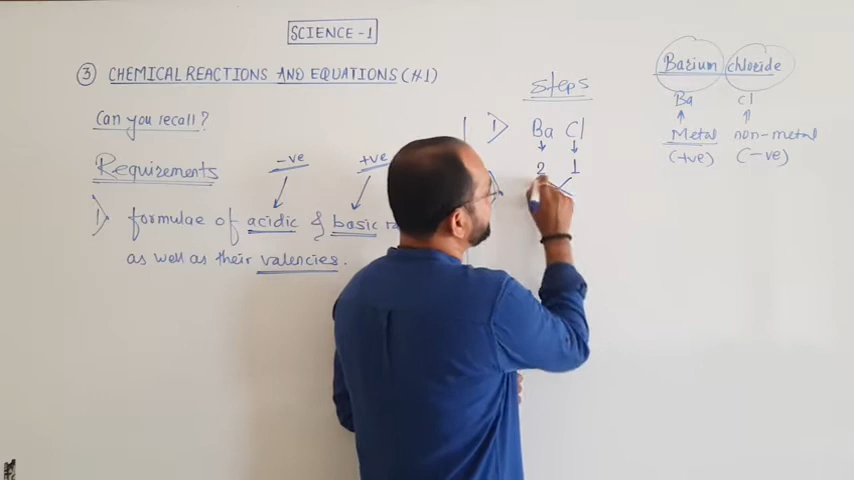 SCIENCE-1
③ CHEMICAL REACTIONS AND EQUATIONS (#1)
Can you recall?
Requirements
-ve +ve
1) formulae of acidic & basic
as well as their valencies.
Steps
1) Ba Cl
2 1
Barium chloride
Ba Cl
Metal non-metal
(+ve) (-ve)